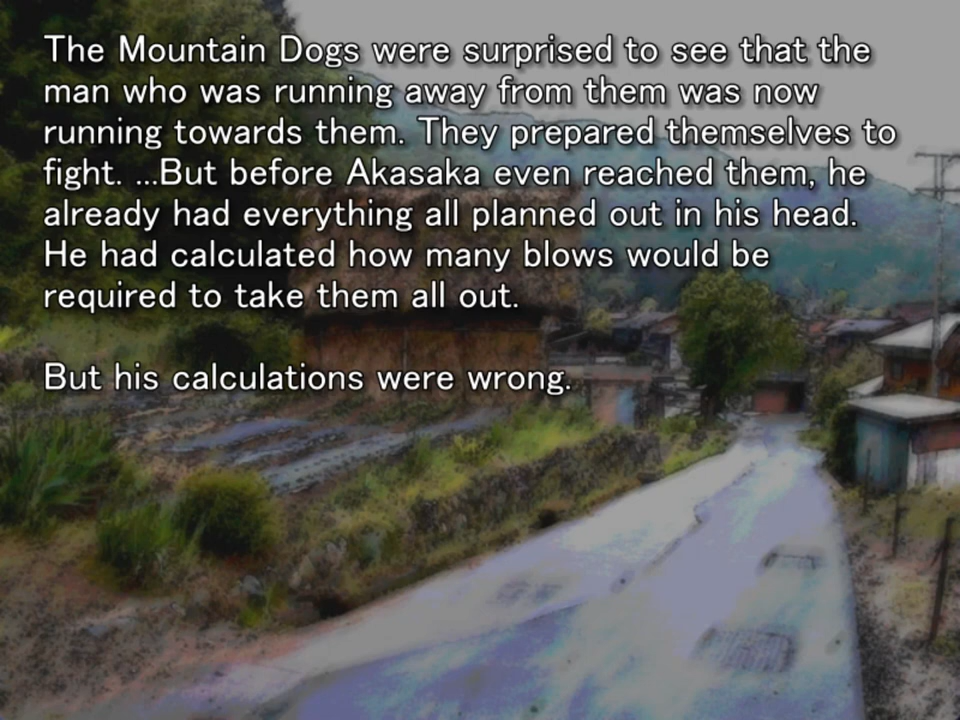 The Mountain Dogs were surprised to see that the
man who was running away from them was now
running towards them. They prepared themselves to
fight. ...But before Akasaka even reached them, he
already had everything all planned out in his head.
He had calculated how many blows would be
required to take them all out.
But his calculations were wrong.